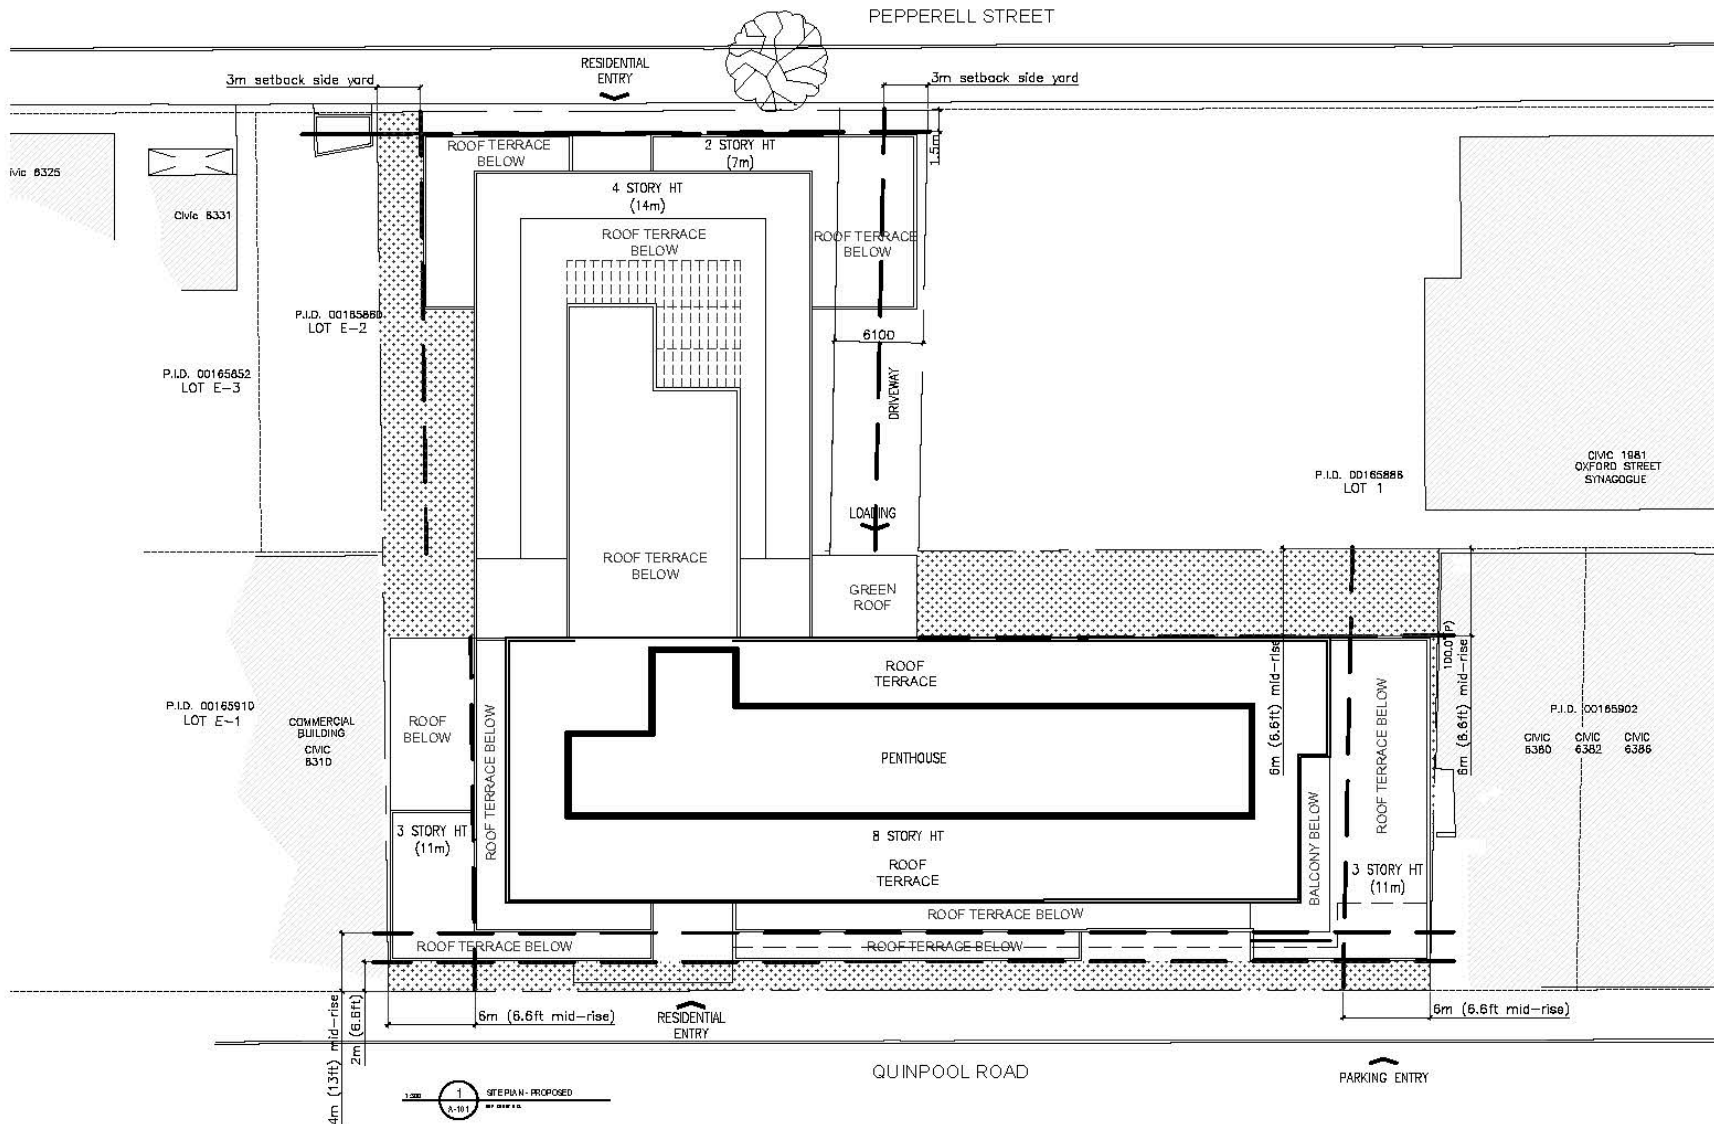 PEPPERELL STREET
RESIDENTIAL
ENTRY
3m setback side yard
3m setback side yard
1.5m
ROOF TERRACE
BELOW
2 STORY HT
(7m)
Civic 6331
4 STORY HT
(14m)
ROOF TERRACE
BELOW
ROOF TERRACE
BELOW
LOT E-2
P.I.D. 00165852
LOT E-3
6100
DRIVEWAY
LOADING
P.I.D. 00165886
LOT 1
CIVIC 1981
OXFORD STREET
SYNAGOGUE
ROOF TERRACE
BELOW
GREEN
ROOF
P.I.D. 00165910
LOT E-1
COMMERCIAL
BUILDING
CIVIC
6310
ROOF
BELOW
ROOF TERRACE BELOW
ROOF
TERRACE
PENTHOUSE
6m (6.6ft) mid-rise
6m (6.6ft) mid-rise
ROOF TERRACE BELOW
BALCONY BELOW
P.I.D. 00165902
CIVIC
6380
CIVIC
6382
CIVIC
6386
3 STORY HT
(11m)
8 STORY HT
ROOF
TERRACE
3 STORY HT
(11m)
ROOF TERRACE BELOW
ROOF TERRACE BELOW
ROOF TERRACE BELOW
4m (13ft) mid-rise
2m (6.6ft)
6m (6.6ft mid-rise)
RESIDENTIAL
ENTRY
6m (6.6ft mid-rise)
QUINPOOL ROAD
PARKING ENTRY
1
A-101
SITE PLAN - PROPOSED